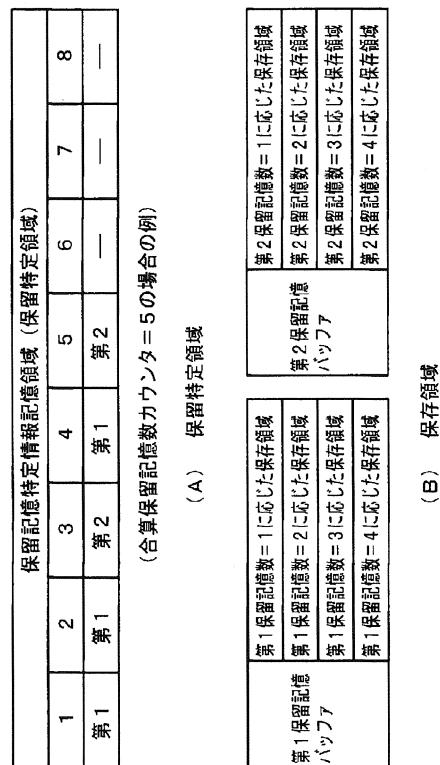 保留記憶特定情報記憶領域（保留特定領域）
1 2 3 4 5 6 7 8
第1 第1 第2 第1 第2 — — —
（合算保留記憶数カウンタ=5の場合の例）
（A） 保留特定領域
第1保留記憶
バッファ
第1保留記憶数=1に応じた保存領域
第1保留記憶数=2に応じた保存領域
第1保留記憶数=3に応じた保存領域
第1保留記憶数=4に応じた保存領域
第2保留記憶
バッファ
第2保留記憶数=1に応じた保存領域
第2保留記憶数=2に応じた保存領域
第2保留記憶数=3に応じた保存領域
第2保留記憶数=4に応じた保存領域
（B） 保存領域